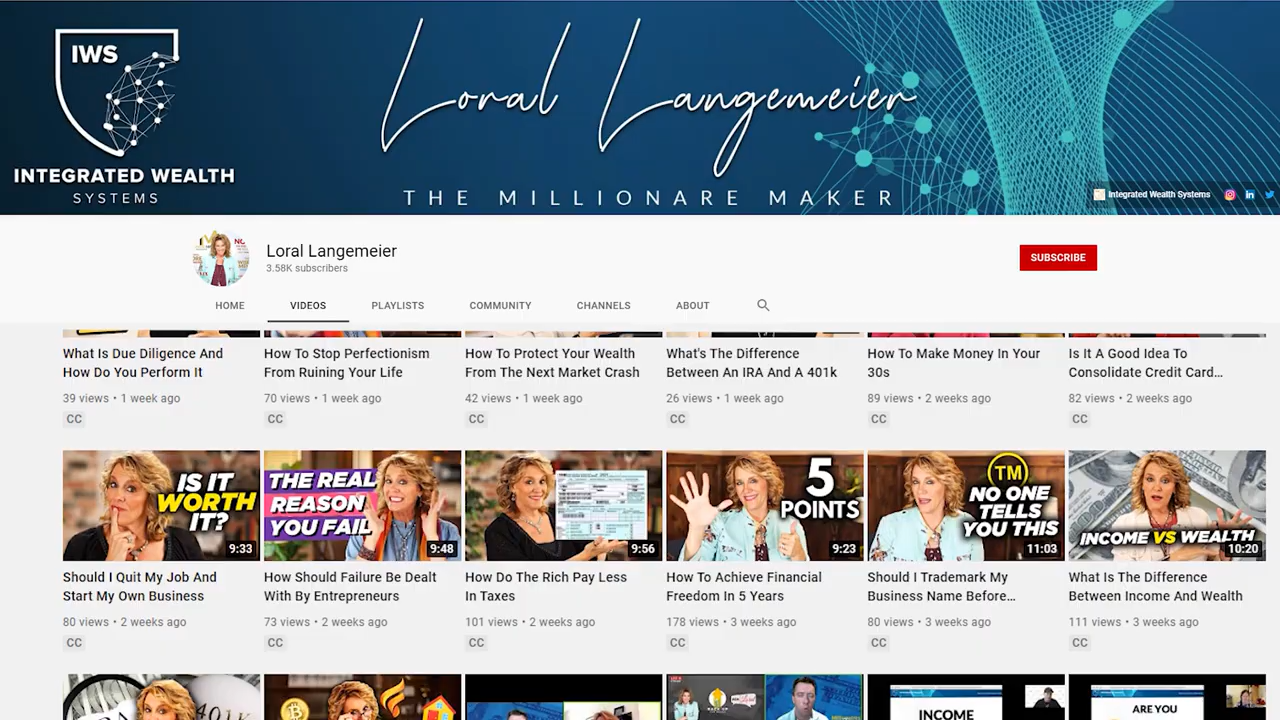 IWS
INTEGRATED WEALTH
SYSTEMS
Loral Langemeier
THE MILLIONARE MAKER
Integrated Wealth Systems
Loral Langemeier
3.58K subscribers
SUBSCRIBE
HOME VIDEOS PLAYLISTS COMMUNITY CHANNELS ABOUT
What Is Due Diligence And
How Do You Perform It
39 views • 1 week ago
CC
How To Stop Perfectionism
From Ruining Your Life
70 views • 1 week ago
CC
How To Protect Your Wealth
From The Next Market Crash
42 views • 1 week ago
CC
What's The Difference
Between An IRA And A 401k
26 views • 1 week ago
CC
How To Make Money In Your
30s
89 views • 2 weeks ago
CC
Is It A Good Idea To
Consolidate Credit Card...
82 views • 2 weeks ago
CC
IS IT
WORTH
IT?
9:33
Should I Quit My Job And
Start My Own Business
80 views • 2 weeks ago
CC
THE REAL
REASON
YOU FAIL
9:48
How Should Failure Be Dealt
With By Entrepreneurs
73 views • 2 weeks ago
CC
9:56
How Do The Rich Pay Less
In Taxes
101 views • 2 weeks ago
CC
5
POINTS
9:23
How To Achieve Financial
Freedom In 5 Years
178 views • 3 weeks ago
CC
TM
NO ONE
TELLS
YOU THIS
11:03
Should I Trademark My
Business Name Before...
80 views • 3 weeks ago
CC
INCOME VS WEALTH
10:20
What Is The Difference
Between Income And Wealth
111 views • 3 weeks ago
CC
401K
INCOME
ARE YOU